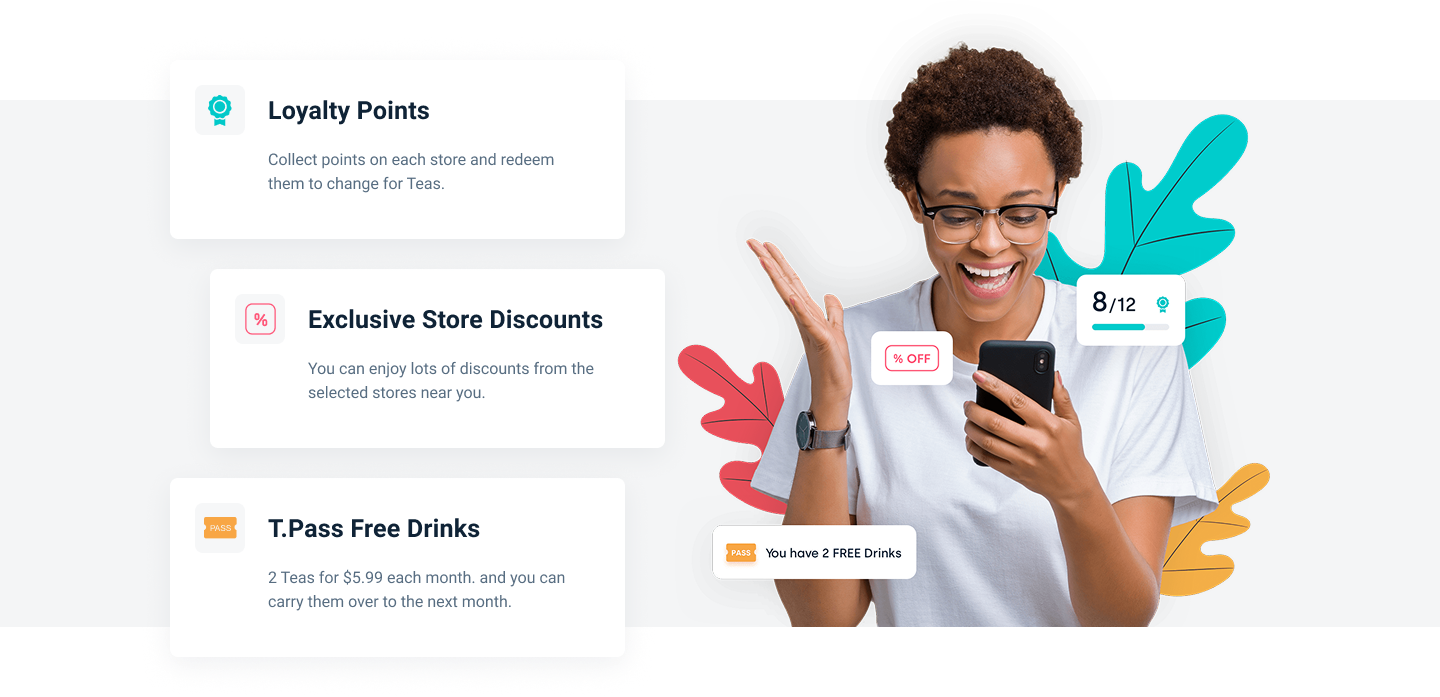 Loyalty Points
Collect points on each store and redeem
them to change for Teas.
%
Exclusive Store Discounts
You can enjoy lots of discounts from the
selected stores near you.
PASS
T.Pass Free Drinks
2 Teas for $5.99 each month. and you can
carry them over to the next month.
8/12
% OFF
PASS
You have 2 FREE Drinks